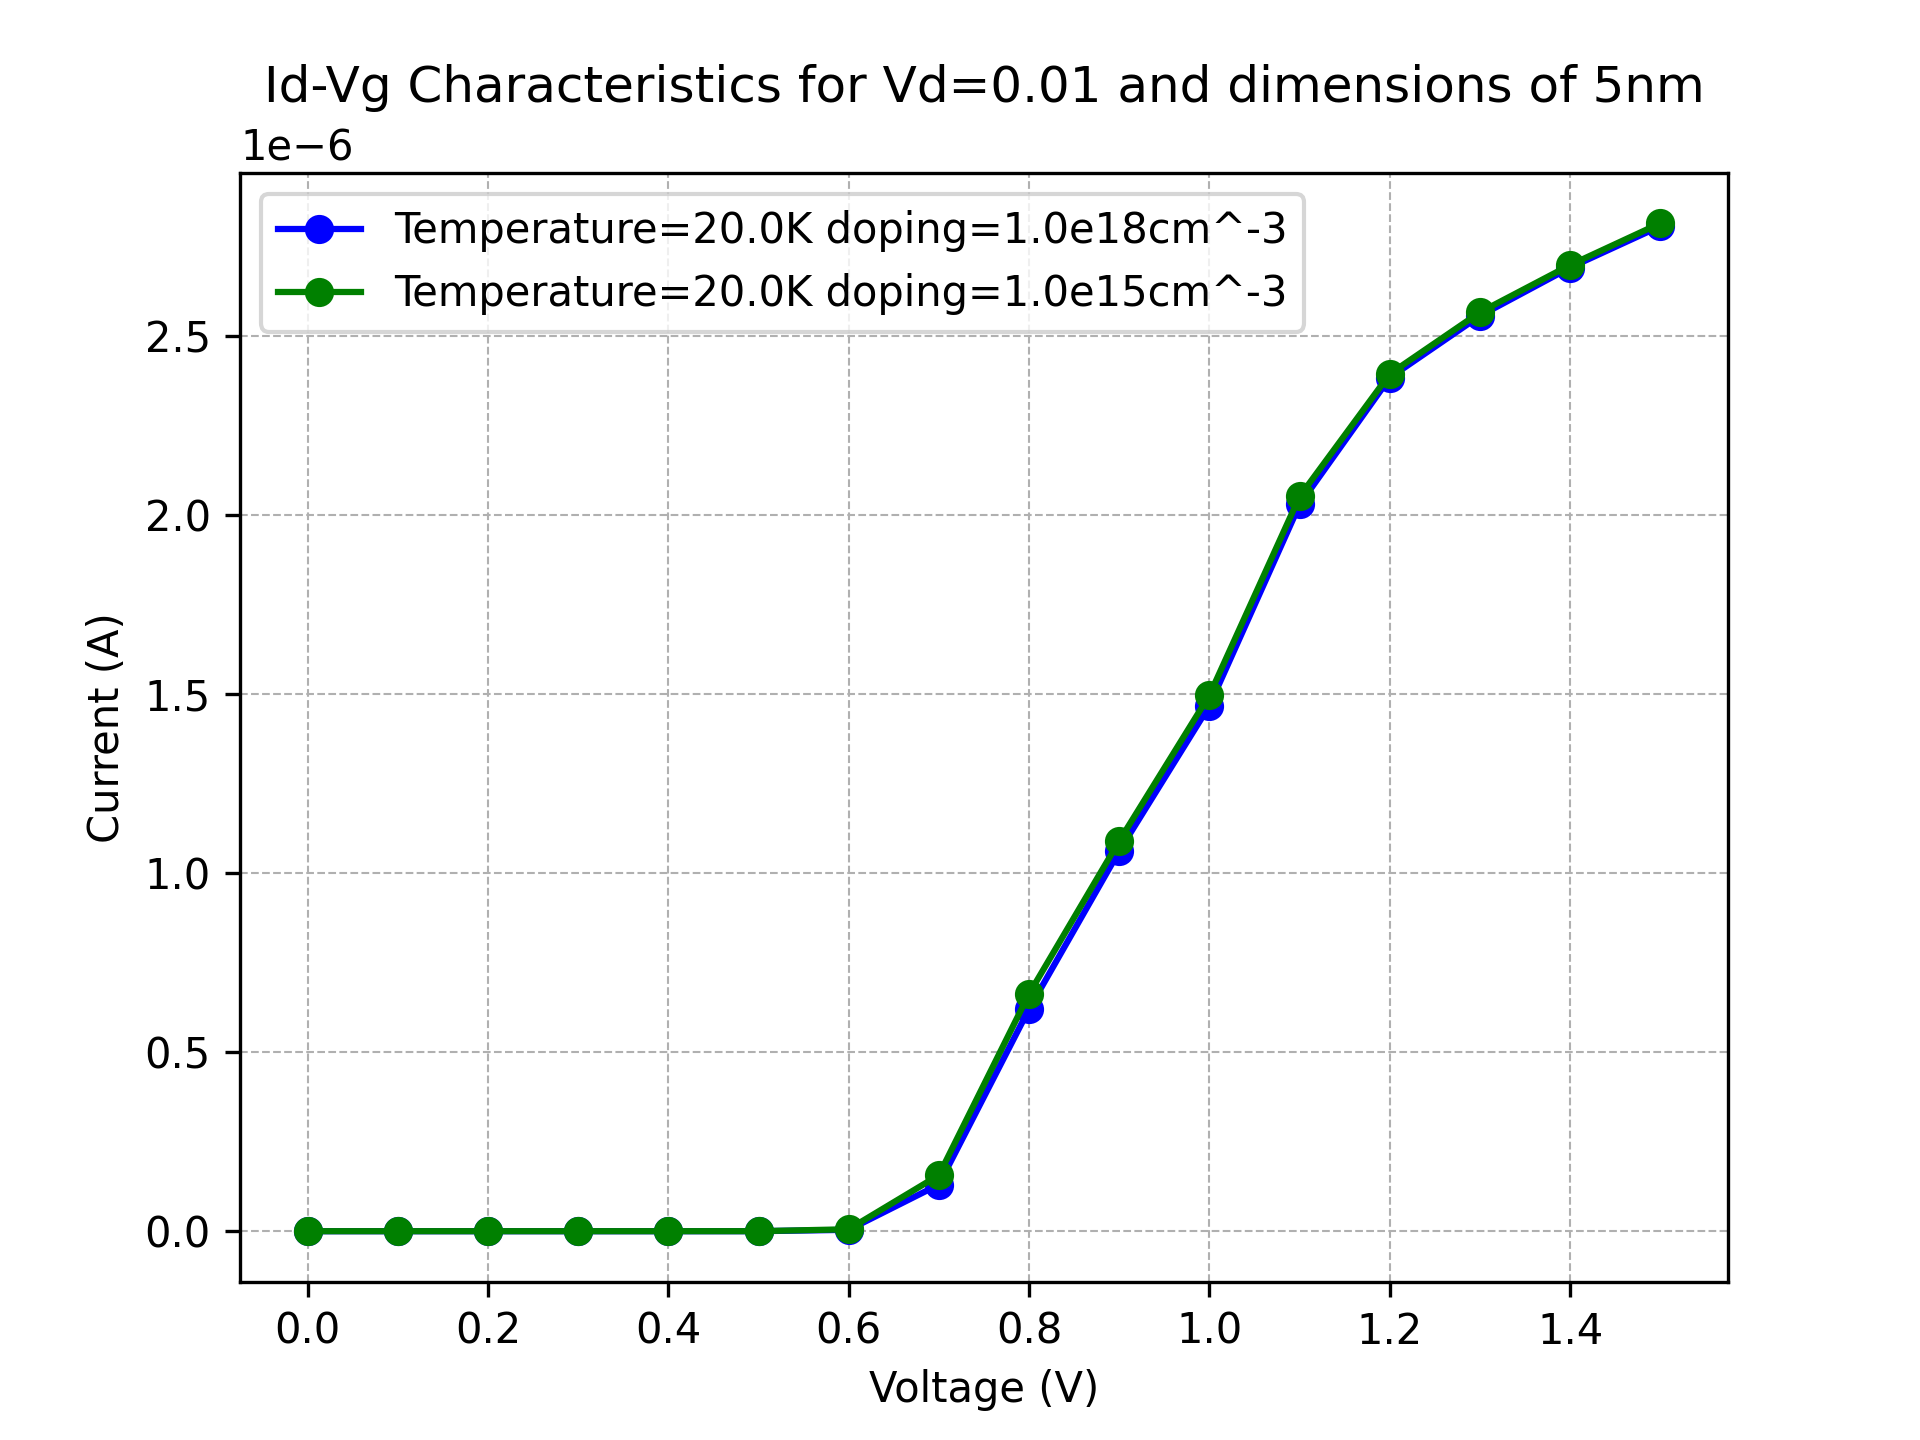 Id-Vg Characteristics for Vd=0.01 and dimensions of 5nm
1e−6
Temperature=20.0K doping=1.0e18cm^-3
Temperature=20.0K doping=1.0e15cm^-3
2.5
2.0
1.5
1.0
0.5
0.0
Current (A)
0.0 0.2 0.4 0.6 0.8 1.0 1.2 1.4
Voltage (V)